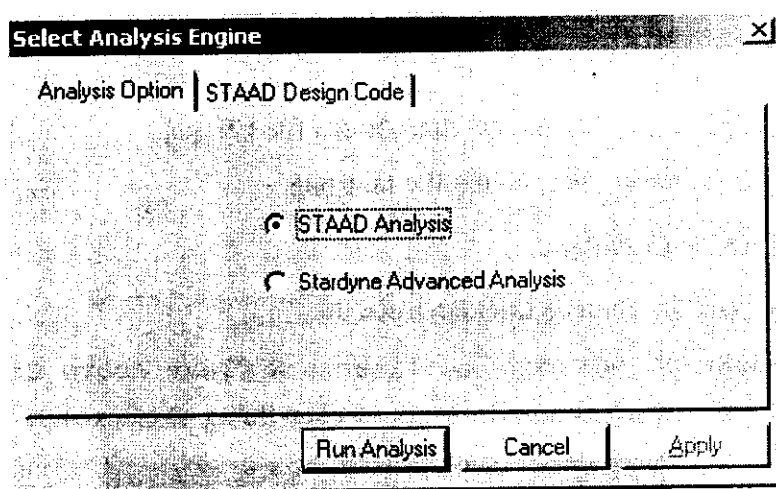 Select Analysis Engine
Analysis Option STAAD Design Code
STAAD Analysis
Stardyne Advanced Analysis
Run Analysis Cancel Apply